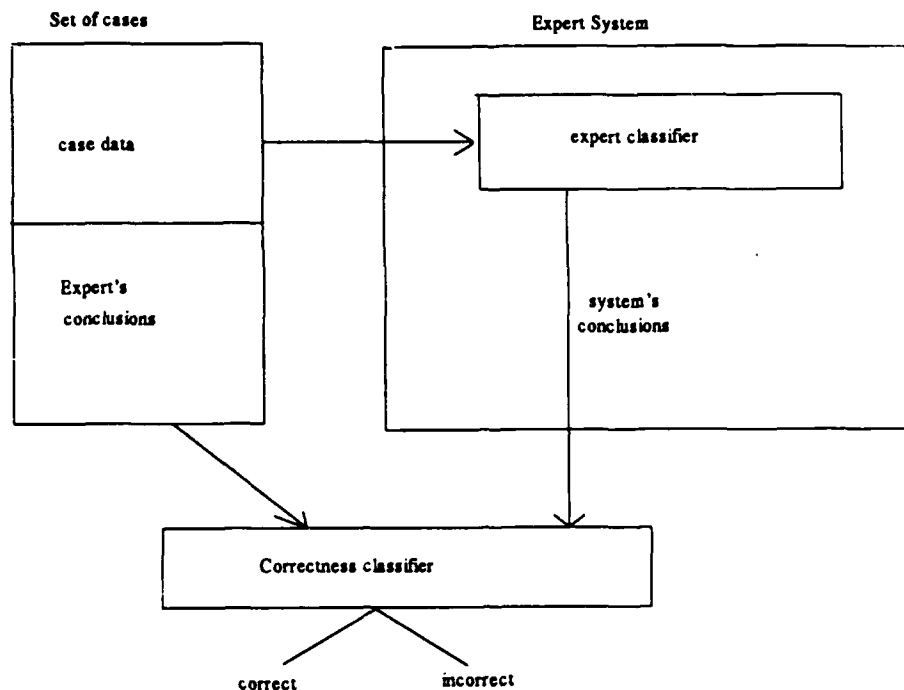 Set of cases
Expert System
case data
expert classifier
Expert's
conclusions
system's
conclusions
Correctness classifier
correct
incorrect